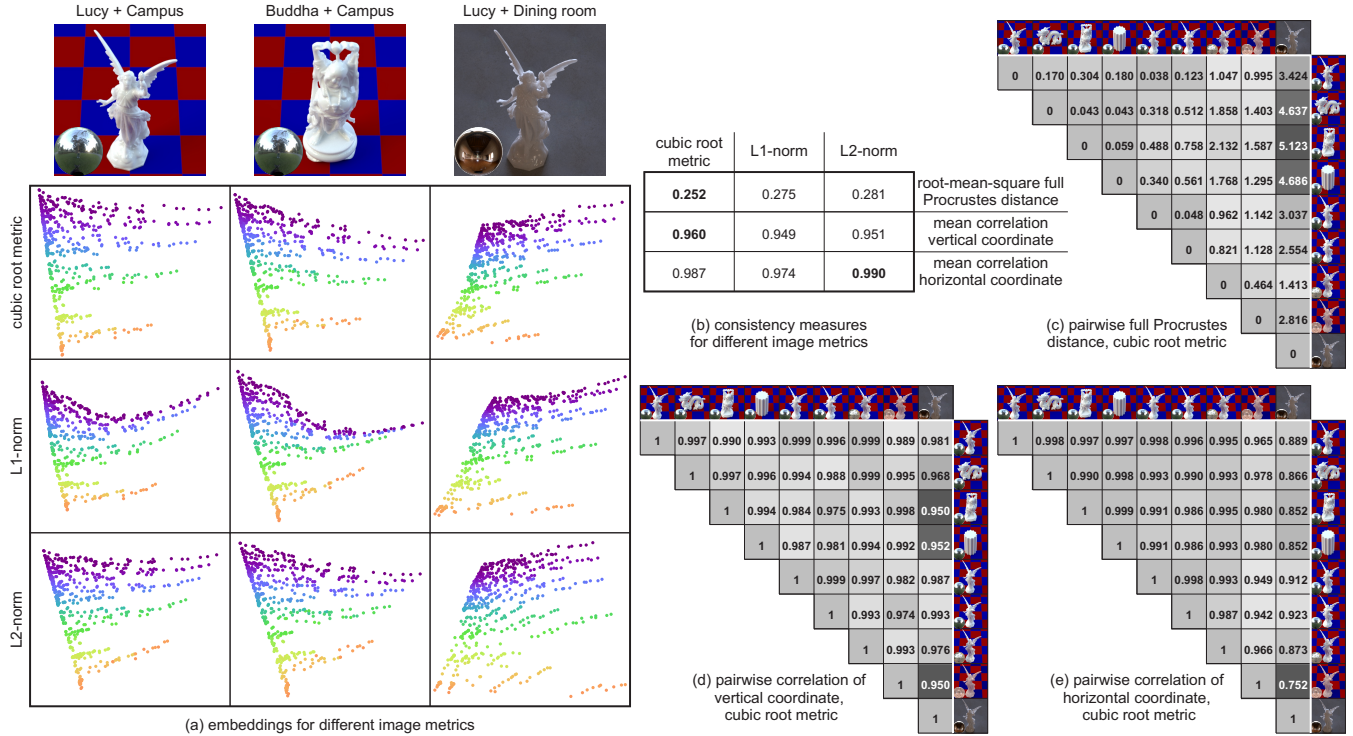 Lucy + Campus
Buddha + Campus
Lucy + Dining room
cubic root metric
L1-norm
L2-norm
(a) embeddings for different image metrics
cubic root
metric
L1-norm
L2-norm
0.252 0.275 0.281 root-mean-square full
Procrustes distance
0.960 0.949 0.951 mean correlation
vertical coordinate
0.987 0.974 0.990 mean correlation
horizontal coordinate
(b) consistency measures
for different image metrics
0 0.170 0.304 0.180 0.038 0.123 1.047 0.995 3.424
0 0.043 0.043 0.318 0.512 1.858 1.403 4.637
0 0.059 0.488 0.758 2.132 1.587 5.123
0 0.340 0.561 1.768 1.295 4.686
0 0.048 0.962 1.142 3.037
0 0.821 1.128 2.554
0 0.464 1.413
0 2.816
0
(c) pairwise full Procrustes
distance, cubic root metric
1 0.997 0.990 0.993 0.999 0.996 0.999 0.989 0.981
1 0.997 0.996 0.994 0.988 0.999 0.995 0.968
1 0.994 0.984 0.975 0.993 0.998 0.950
1 0.987 0.981 0.994 0.992 0.952
1 0.999 0.997 0.982 0.987
1 0.993 0.974 0.993
1 0.993 0.976
1 0.950
1
(d) pairwise correlation of
vertical coordinate,
cubic root metric
1 0.998 0.997 0.997 0.998 0.996 0.995 0.965 0.889
1 0.990 0.998 0.993 0.990 0.993 0.978 0.866
1 0.999 0.991 0.986 0.995 0.980 0.852
1 0.991 0.986 0.993 0.980 0.852
1 0.998 0.993 0.949 0.912
1 0.987 0.942 0.923
1 0.966 0.873
1 0.752
1
(e) pairwise correlation of
horizontal coordinate,
cubic root metric